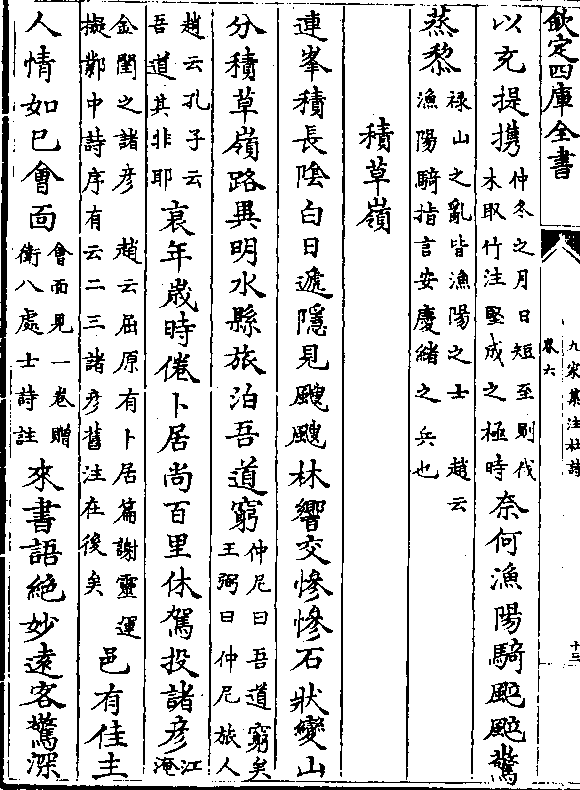 欽定四庫全書
九家集注杜詩
卷六
十三
以充提攜仲冬之月日短至則伐
木取竹注堅成之極時奈何漁陽騎颯颯驚
蒸黎祿山之亂皆漁陽之士 趙云
漁陽騎指言安慶緒之兵也
積草嶺
連峯積長陰白日遞隱見颼颼林響交慘慘石狀變山
分積草嶺路異明水縣旅泊吾道窮仲尼曰吾道窮矣
王弼曰仲尼旅人
趙云孔子云
吾道其非耶衰年歲時倦卜居尚百里休駕投諸彥江
淹
金閨之諸彥 趙云屈原有卜居篇謝靈運
擬鄴中詩序有云二三諸彥舊注在後矣邑有佳主
人情如已會面會面見一卷贈
衛八處士詩註來書語絕妙遠客驚深